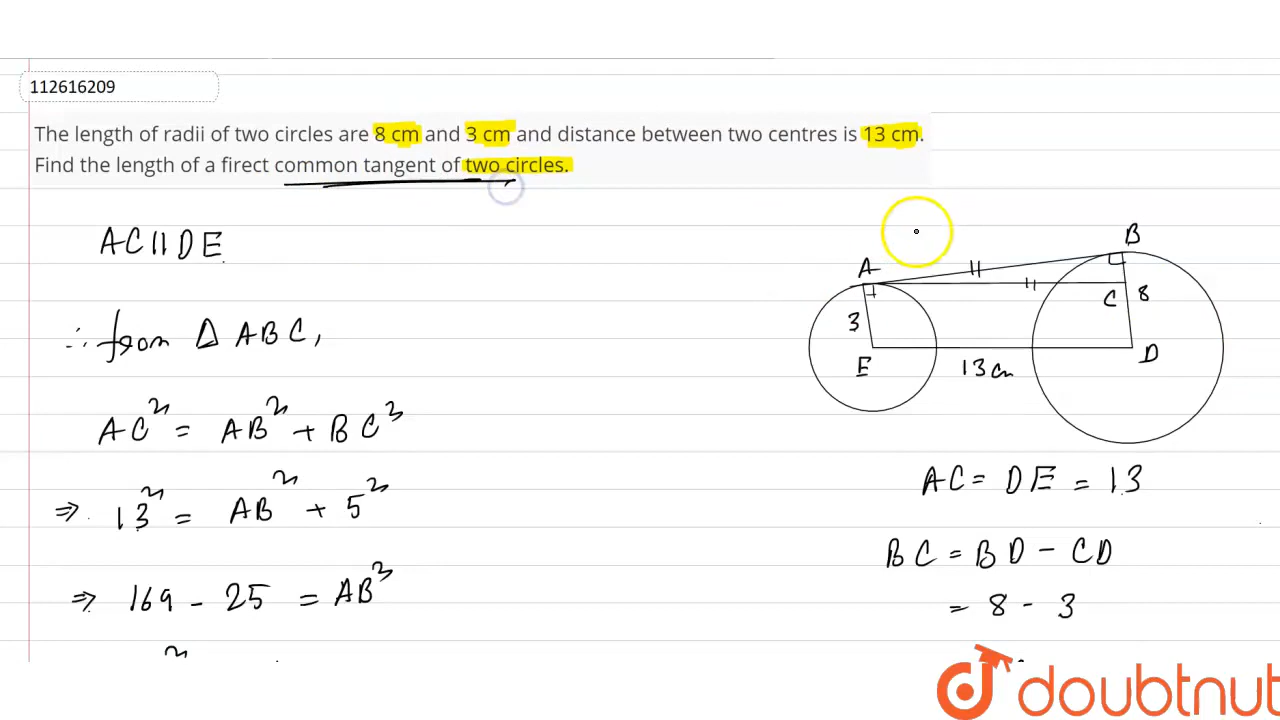 112616209
The length of radii of two circles are 8 cm and 3 cm and distance between two centres is 13 cm.
Find the length of a firect common tangent of two circles.
AC || DE
∴ from Δ ABC,
AC² = AB² + BC²
⇒ 13² = AB² + 5²
⇒ 169 - 25 = AB²
A
B
C
8
3
E
D
13 cm
AC = DE = 13
BC = BD - CD
= 8 - 3
doubtnut